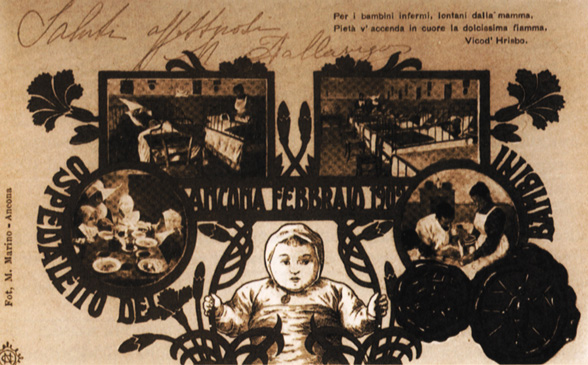 Saluti affettuosi
Per i bambini infermi, lontani dalla mamma,
Pietà v' accenda in cuore la dolcissima fiamma.
Vicod' Hrisbo.
ANCONA FEBBRAIO
OSPEDALETTO DEI
BAMBINI
Fot. M. Marino - Ancona